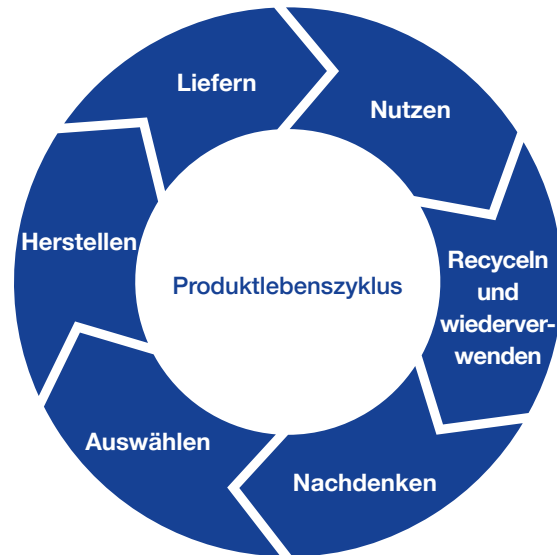 Liefern
Nutzen
Herstellen
Produktlebenszyklus
Recyceln
und
wiederver-
wenden
Auswählen
Nachdenken